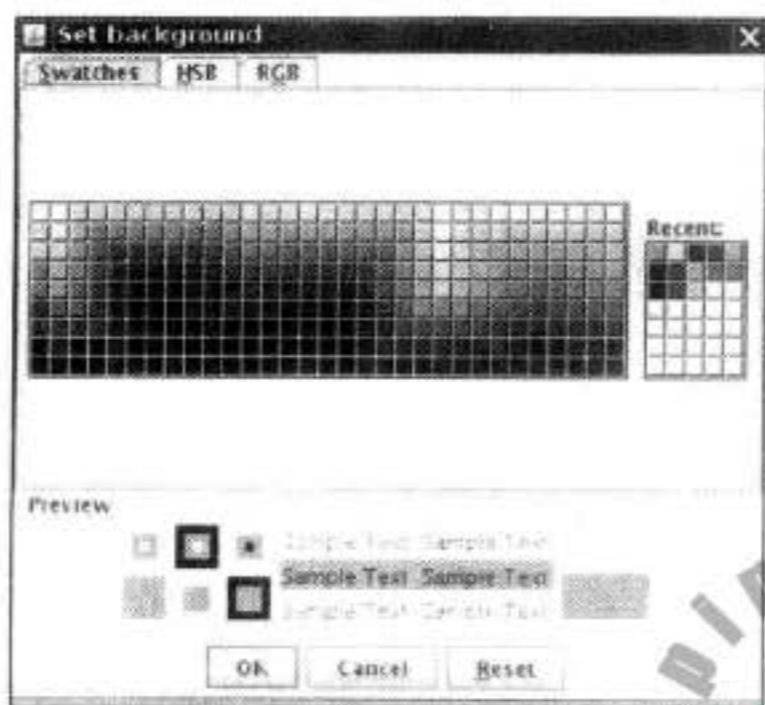 Set background
Swatches HSB RGB
Recent:
Preview
Sample Text Sample Text
Sample Text Sample Text
Sample Text Sample Text
OK Cancel Reset